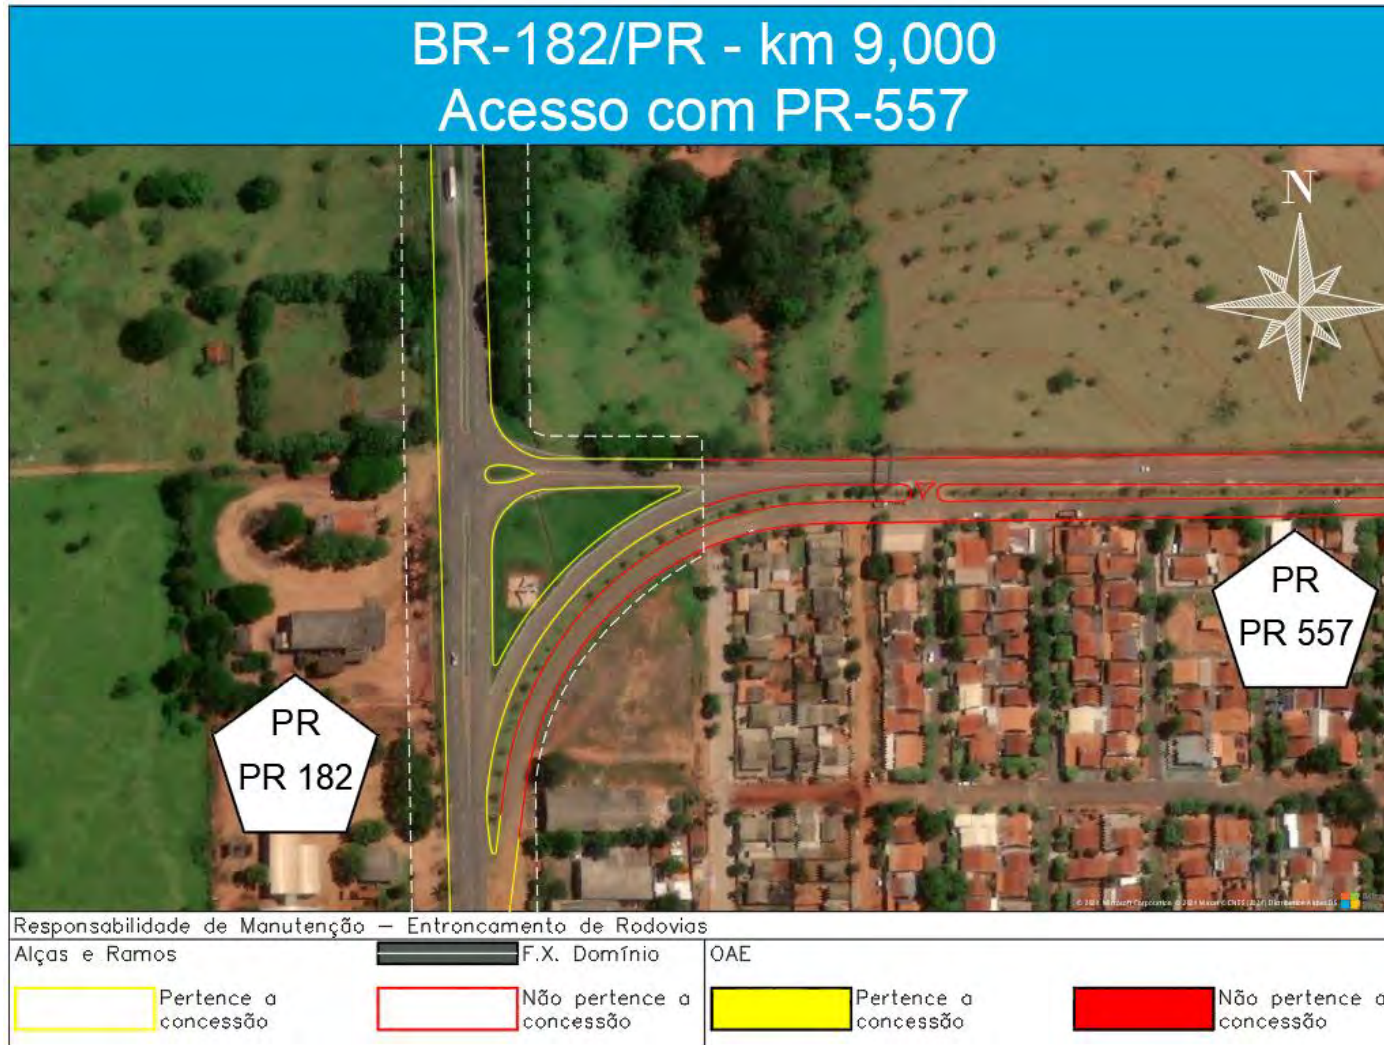 BR-182/PR - km 9,000
Acesso com PR-557
N
PR
PR 557
PR
PR 182
Responsabilidade de Manutenção – Entroncamento de Rodovias
Alças e Ramos
F.X. Domínio
OAE
Pertence a
concessão
Não pertence a
concessão
Pertence a
concessão
Não pertence a
concessão